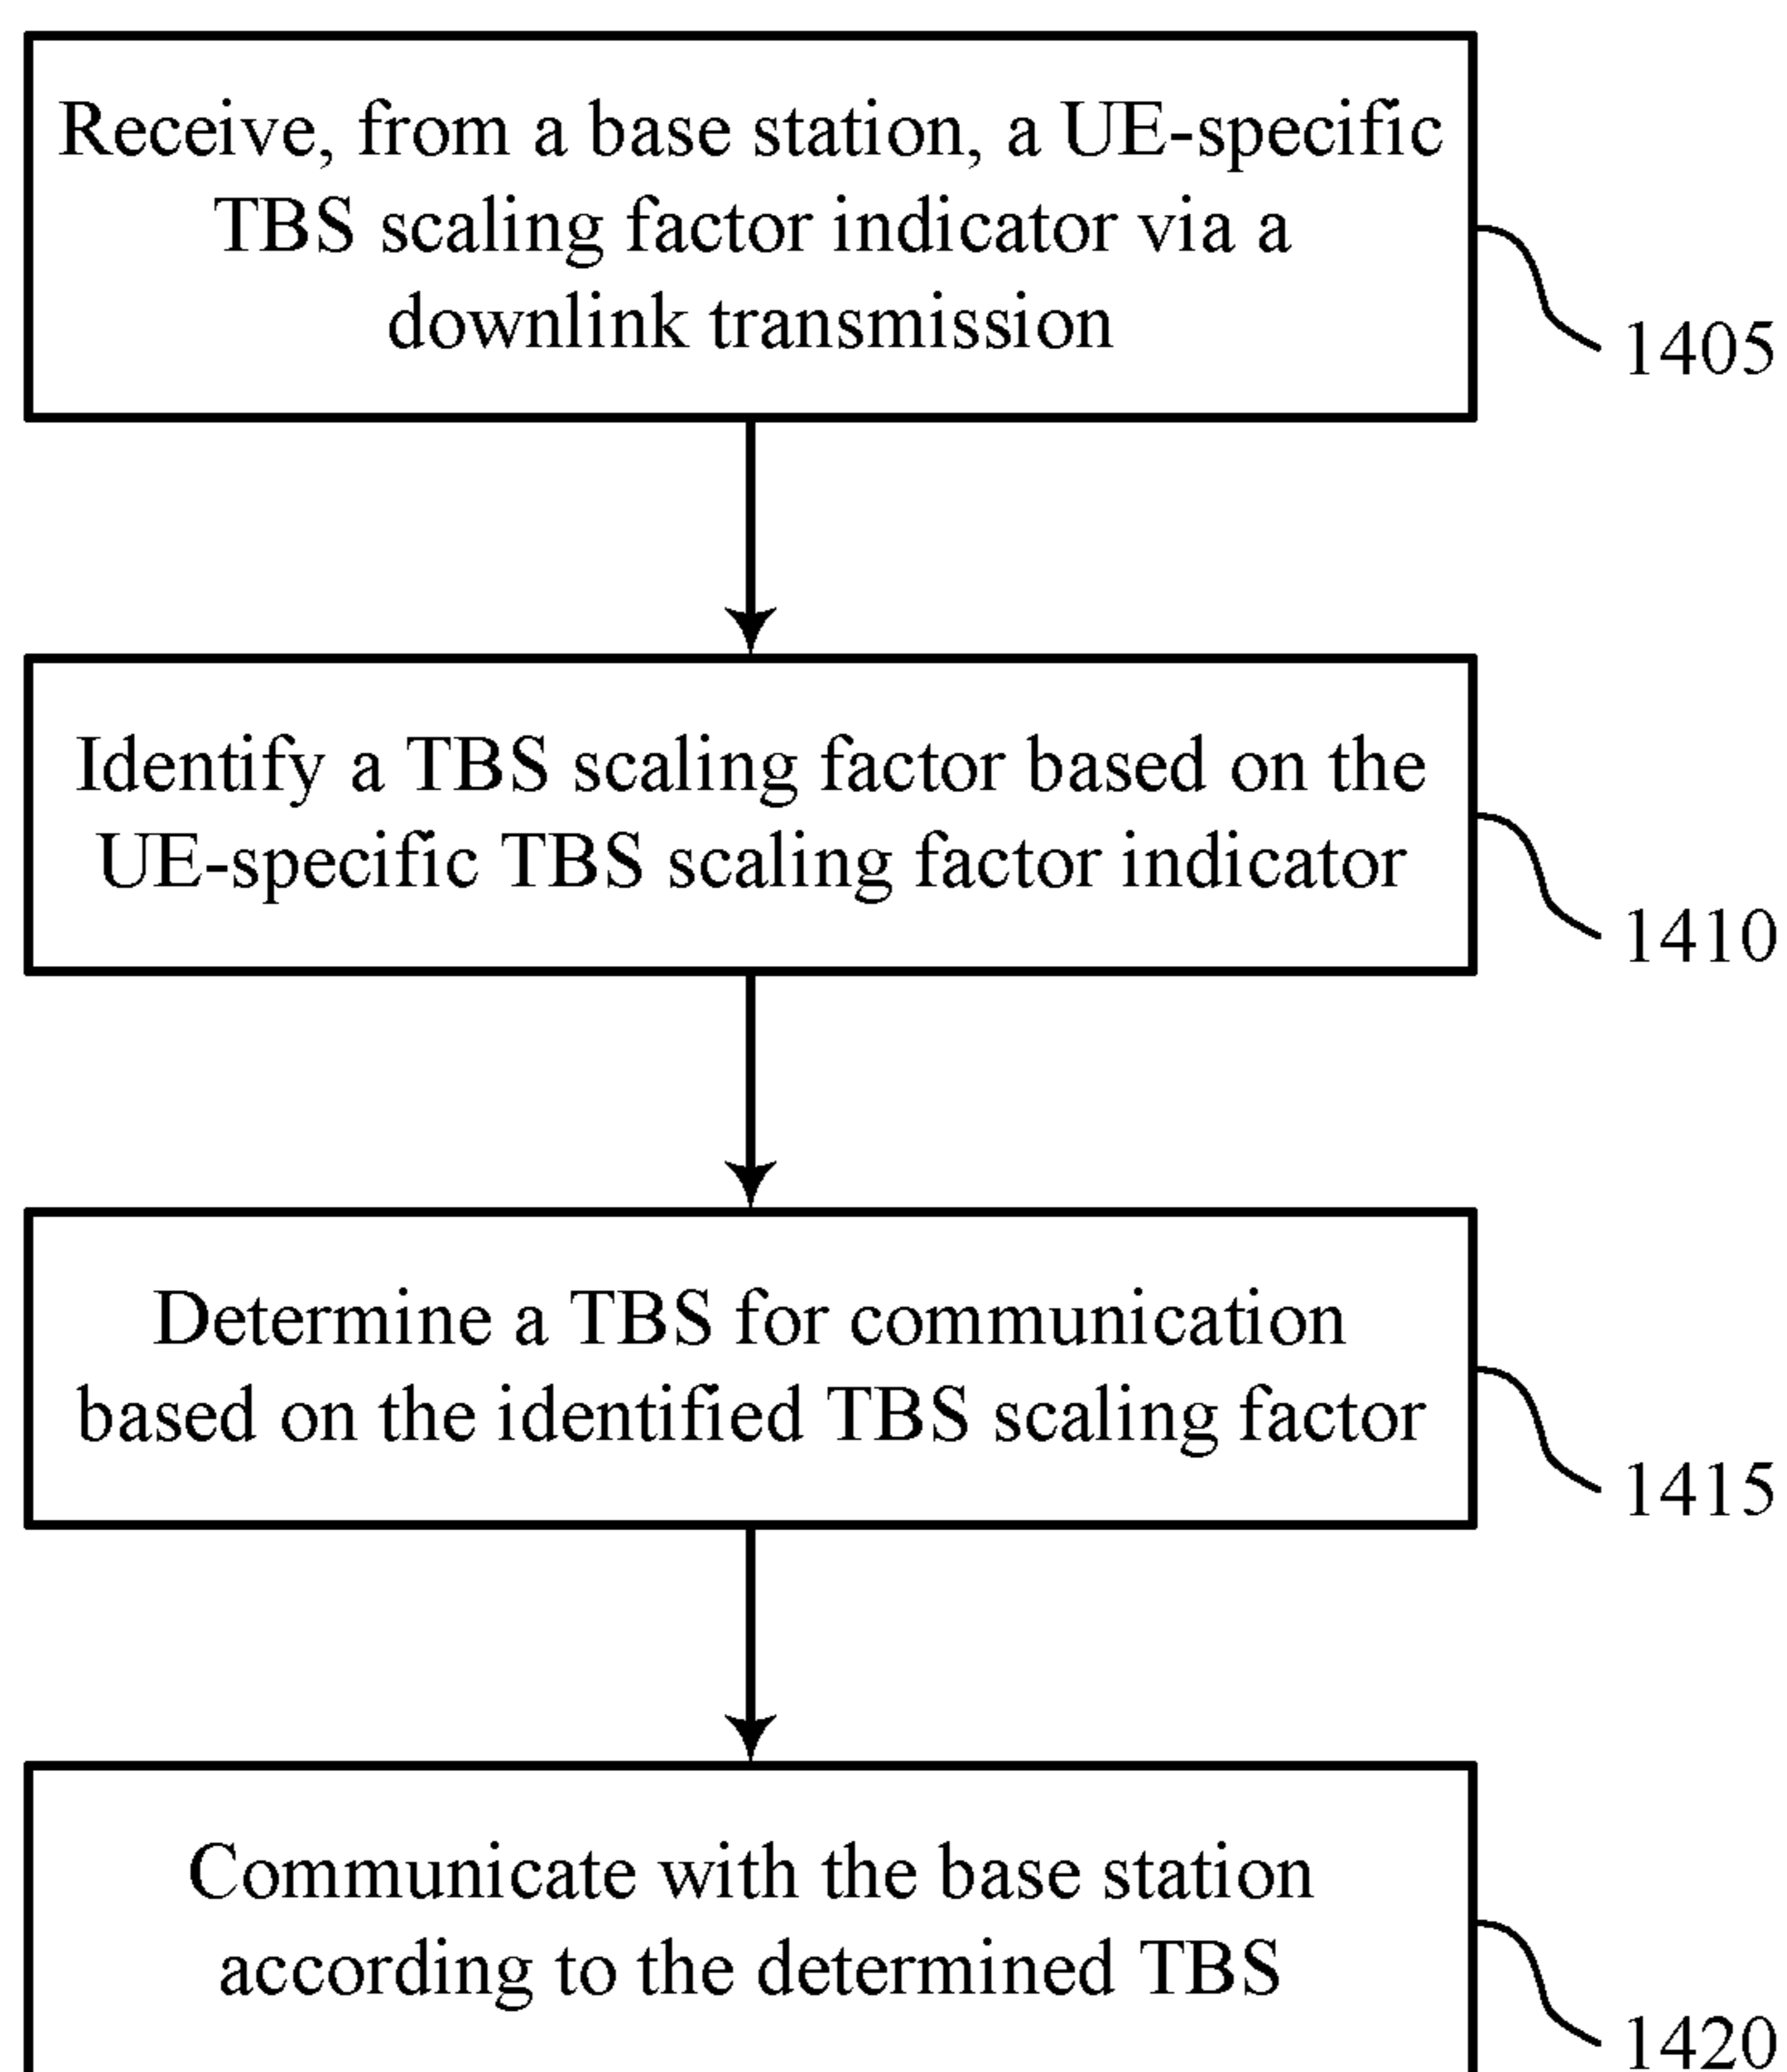 Receive, from a base station, a UE-specific
TBS scaling factor indicator via a
downlink transmission
1405
Identify a TBS scaling factor based on the
UE-specific TBS scaling factor indicator
1410
Determine a TBS for communication
based on the identified TBS scaling factor
1415
Communicate with the base station
according to the determined TBS
1420